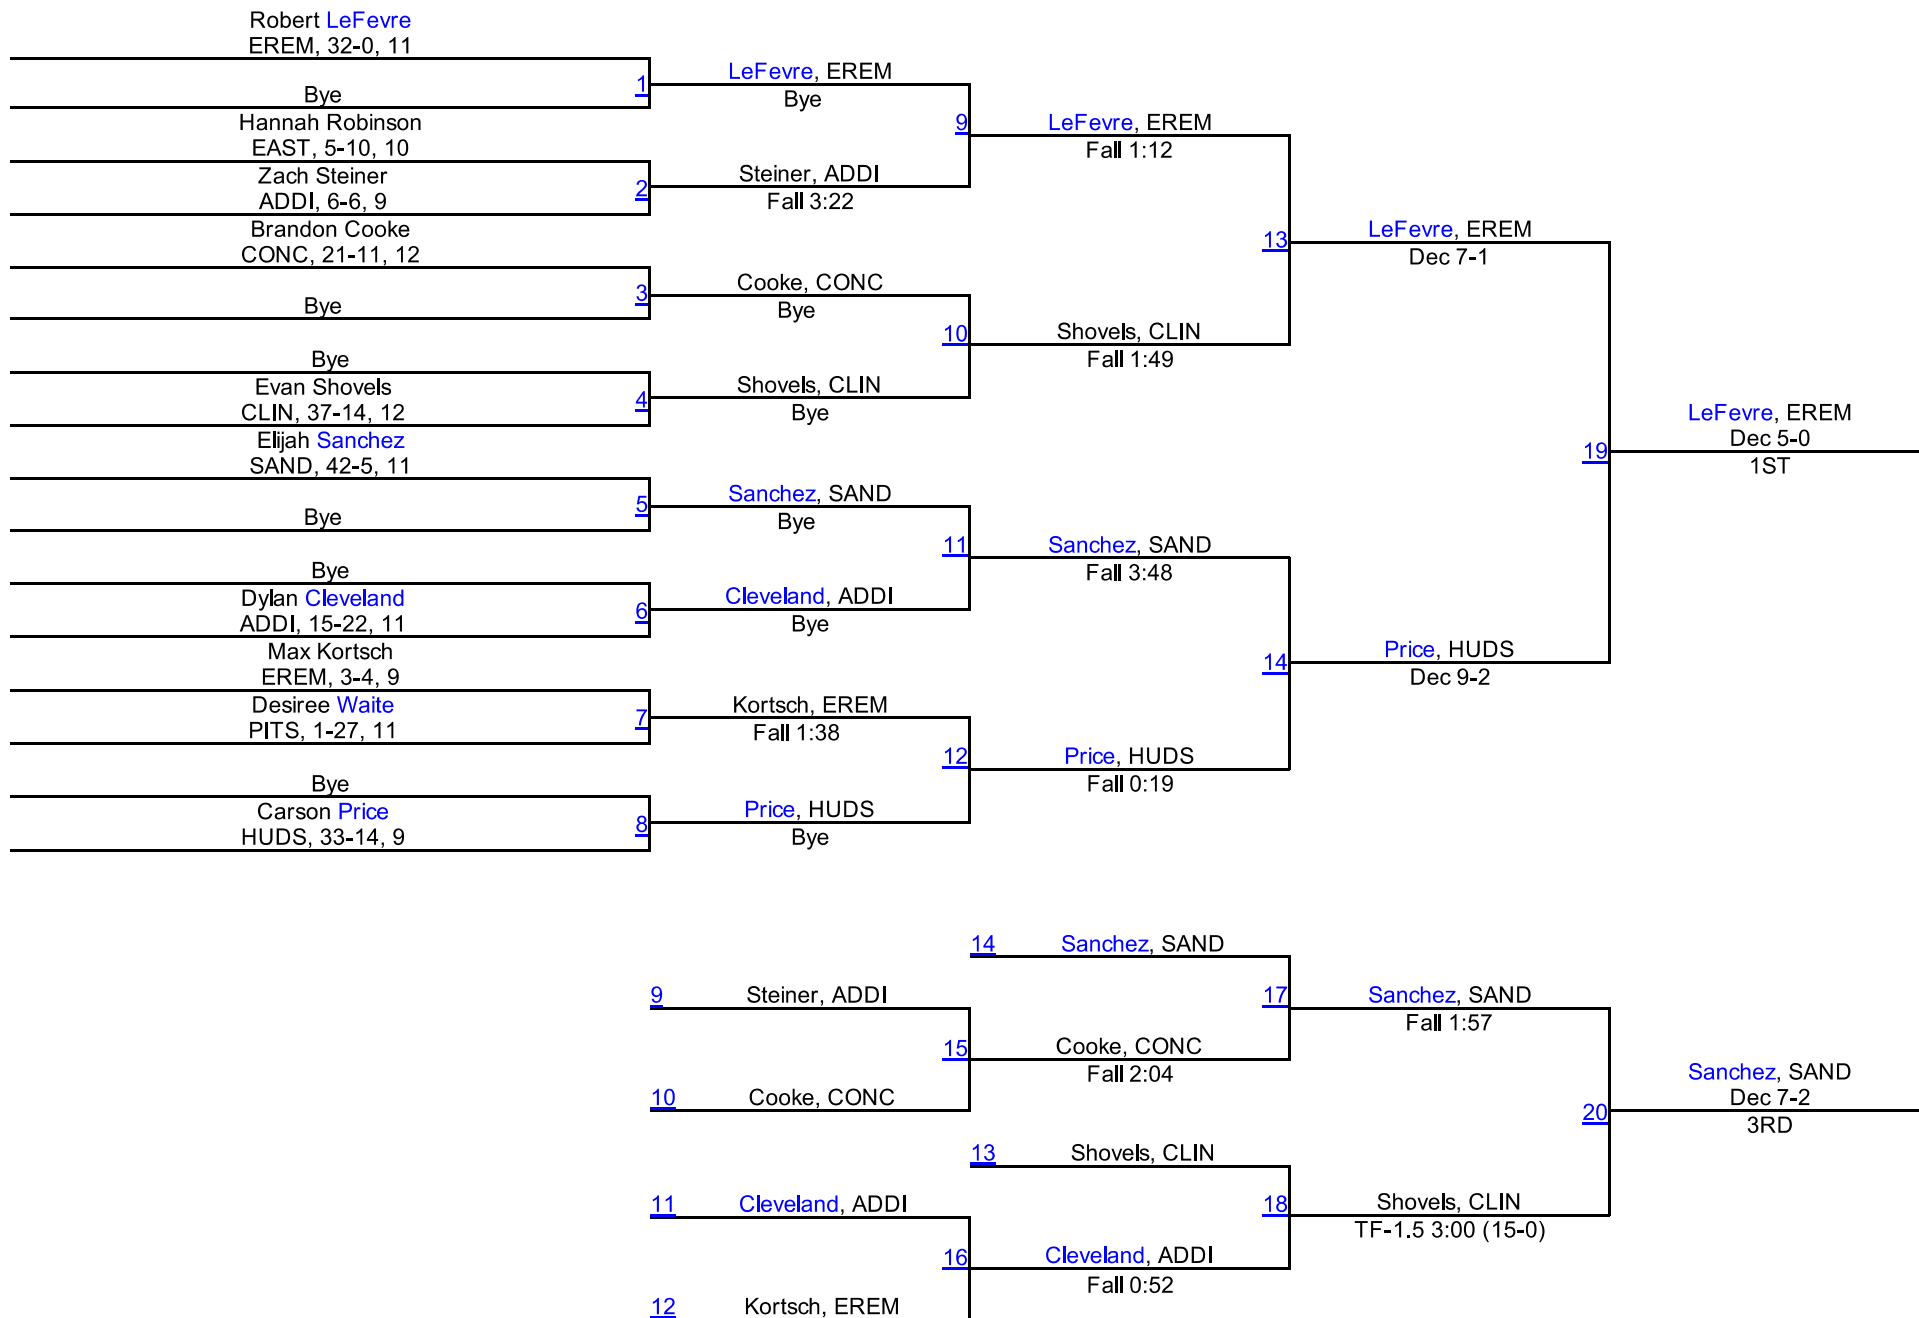 Robert LeFevre
EREM, 32-0, 11
Bye
1
Hannah Robinson
EAST, 5-10, 10
Zach Steiner
ADDI, 6-6, 9
2
Brandon Cooke
CONC, 21-11, 12
Bye
3
Bye
Evan Shovels
CLIN, 37-14, 12
4
Elijah Sanchez
SAND, 42-5, 11
Bye
5
Bye
Dylan Cleveland
ADDI, 15-22, 11
6
Max Kortsch
EREM, 3-4, 9
Desiree Waite
PITS, 1-27, 11
7
Bye
Carson Price
HUDS, 33-14, 9
8
LeFevre, EREM
Bye
9
Steiner, ADDI
Fall 3:22
Cooke, CONC
Bye
10
Shovels, CLIN
Bye
Sanchez, SAND
Bye
11
Cleveland, ADDI
Bye
Kortsch, EREM
Fall 1:38
12
Price, HUDS
Bye
LeFevre, EREM
Fall 1:12
13
Shovels, CLIN
Fall 1:49
Sanchez, SAND
Fall 3:48
14
Price, HUDS
Fall 0:19
LeFevre, EREM
Dec 7-1
19
Price, HUDS
Dec 9-2
LeFevre, EREM
Dec 5-0
1ST
14 Sanchez, SAND
9 Steiner, ADDI
15
10 Cooke, CONC
17
Cooke, CONC
Fall 2:04
13 Shovels, CLIN
11 Cleveland, ADDI
16
12 Kortsch, EREM
18
Cleveland, ADDI
Fall 0:52
Sanchez, SAND
Fall 1:57
20
Shovels, CLIN
TF-1.5 3:00 (15-0)
Sanchez, SAND
Dec 7-2
3RD